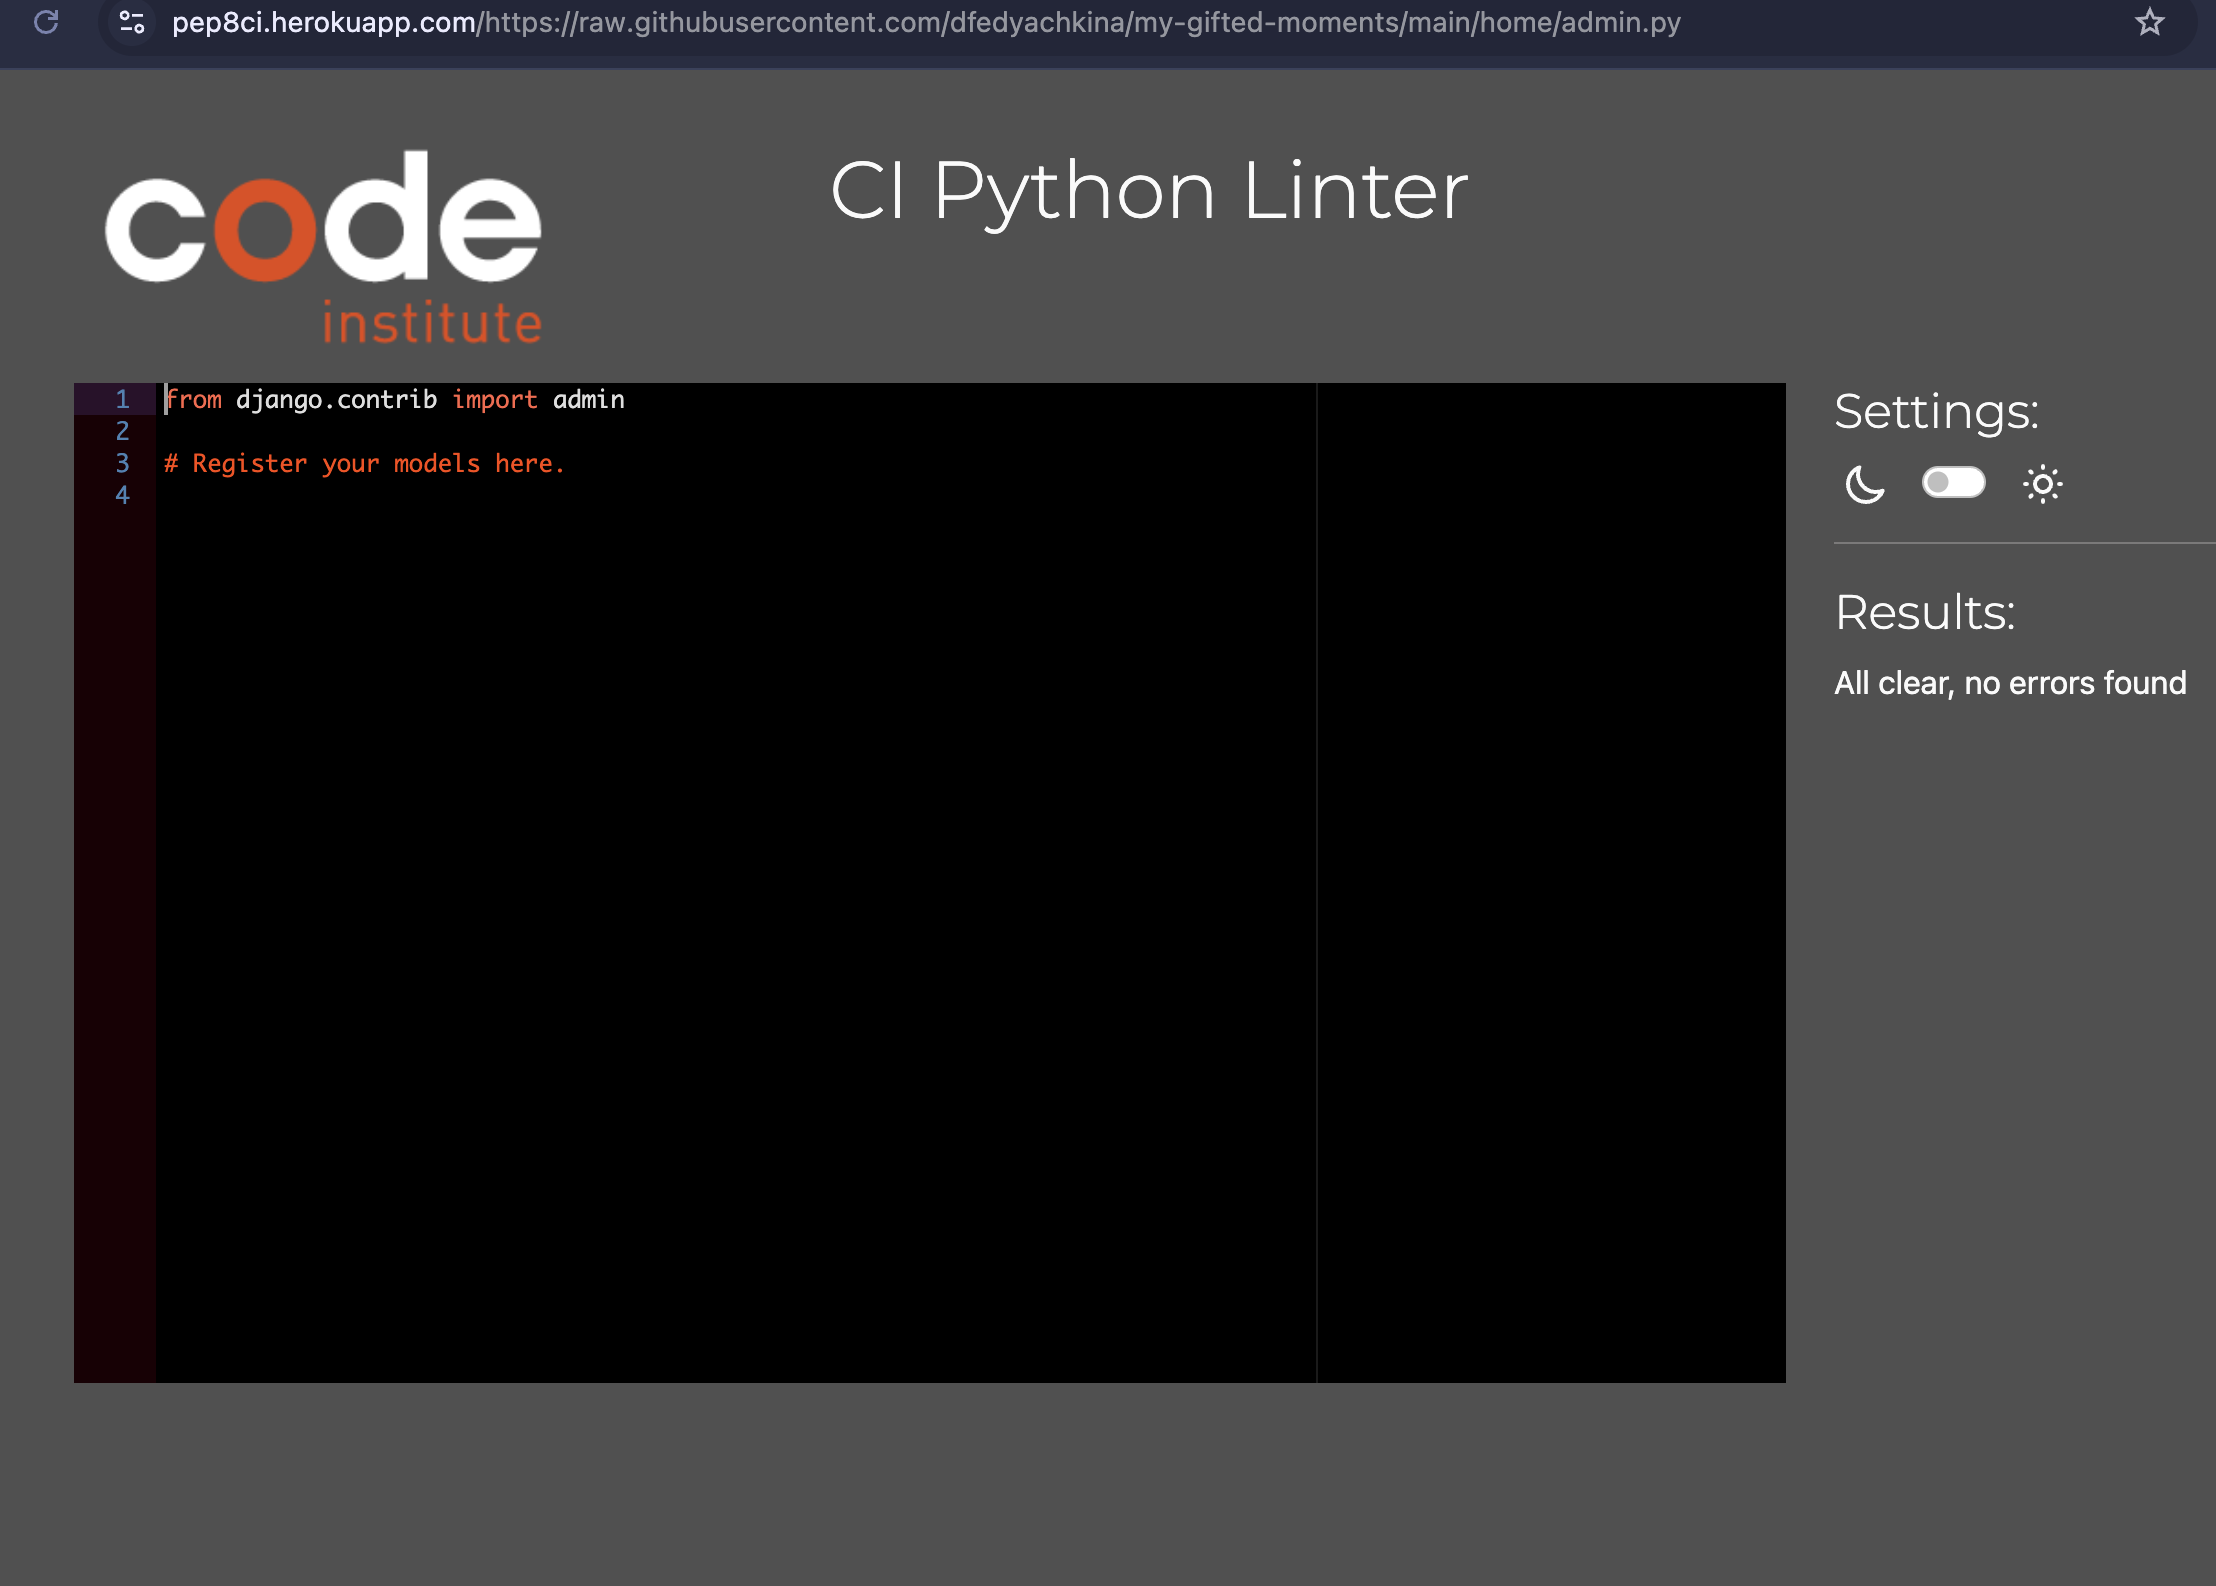 pep8ci.herokuapp.com/https://raw.githubusercontent.com/dfedyachkina/my-gifted-moments/main/home/admin.py
code
institute
CI Python Linter
1 from django.contrib import admin
2
3 # Register your models here.
4
Settings:
Results:
All clear, no errors found